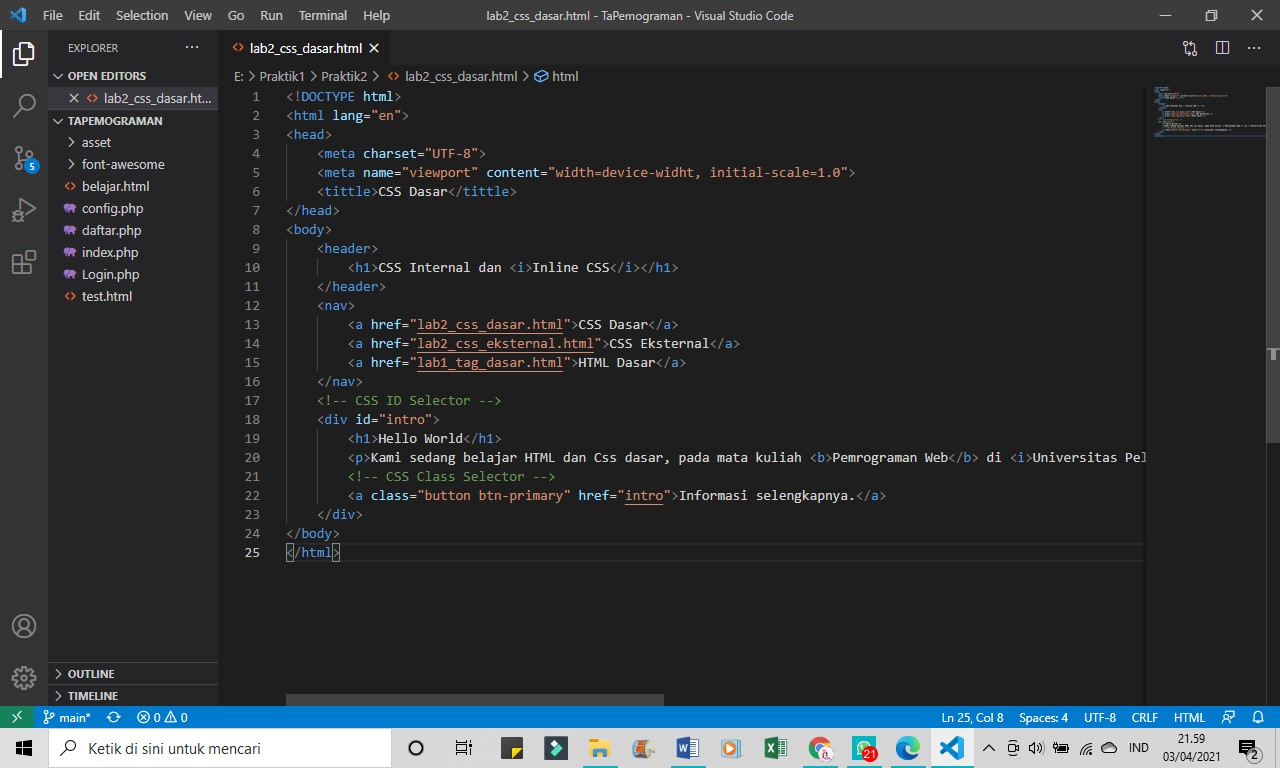 File Edit Selection View Go Run Terminal Help lab2_css_dasar.html - TaPemograman - Visual Studio Code
EXPLORER
OPEN EDITORS
lab2_css_dasar.ht...
TAPEMOGRAMAN
asset
font-awesome
belajar.html
config.php
daftar.php
index.php
Login.php
test.html
OUTLINE
TIMELINE
5
lab2_css_dasar.html
E: > Praktik1 > Praktik2 > lab2_css_dasar.html > html
1 <!DOCTYPE html>
2 <html lang="en">
3 <head>
4 <meta charset="UTF-8">
5 <meta name="viewport" content="width=device-widht, initial-scale=1.0">
6 <tittle>CSS Dasar</tittle>
7 </head>
8 <body>
9 <header>
10 <h1>CSS Internal dan <i>Inline CSS</i></h1>
11 </header>
12 <nav>
13 <a href="lab2_css_dasar.html">CSS Dasar</a>
14 <a href="lab2_css_eksternal.html">CSS Eksternal</a>
15 <a href="lab1_tag_dasar.html">HTML Dasar</a>
16 </nav>
17 <!-- CSS ID Selector -->
18 <div id="intro">
19 <h1>Hello World</h1>
20 <p>Kami sedang belajar HTML dan Css dasar, pada mata kuliah <b>Pemrograman Web</b> di <i>Universitas Pel
21 <!-- CSS Class Selector -->
22 <a class="button btn-primary" href="intro">Informasi selengkapnya.</a>
23 </div>
24 </body>
25 </html>
main* 0 0 Ln 25, Col 8 Spaces: 4 UTF-8 CRLF HTML
Ketik di sini untuk mencari 21 IND 21.59 2
03/04/2021